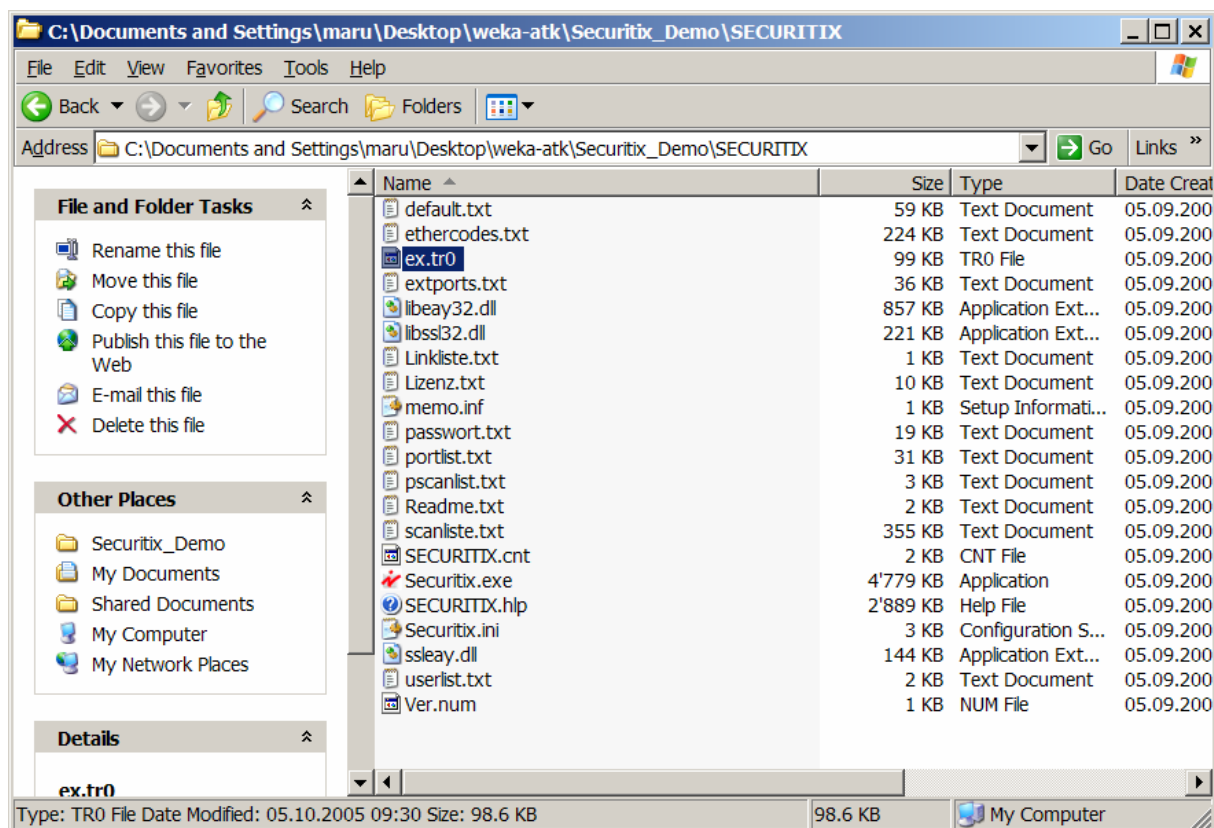 C:\Documents and Settings\maru\Desktop\weka-atk\Securitix_Demo\SECURITIX
File Edit View Favorites Tools Help
Back Search Folders
Address C:\Documents and Settings\maru\Desktop\weka-atk\Securitix_Demo\SECURITIX Go Links »
File and Folder Tasks
Rename this file
Move this file
Copy this file
Publish this file to the
Web
E-mail this file
Delete this file
Other Places
Securitix_Demo
My Documents
Shared Documents
My Computer
My Network Places
Details
ex.tr0
Name Size Type Date Creat
default.txt 59 KB Text Document 05.09.200
ethercodes.txt 224 KB Text Document 05.09.200
ex.tr0 99 KB TR0 File 05.09.200
extports.txt 36 KB Text Document 05.09.200
libeay32.dll 857 KB Application Ext... 05.09.200
libssl32.dll 221 KB Application Ext... 05.09.200
Linkliste.txt 1 KB Text Document 05.09.200
Lizenz.txt 10 KB Text Document 05.09.200
memo.inf 1 KB Setup Informati... 05.09.200
passwort.txt 19 KB Text Document 05.09.200
portlist.txt 31 KB Text Document 05.09.200
pscanlist.txt 3 KB Text Document 05.09.200
Readme.txt 2 KB Text Document 05.09.200
scanliste.txt 355 KB Text Document 05.09.200
SECURITIX.cnt 2 KB CNT File 05.09.200
Securitix.exe 4'779 KB Application 05.09.200
SECURITIX.hlp 2'889 KB Help File 05.09.200
Securitix.ini 3 KB Configuration S... 05.09.200
ssleay.dll 144 KB Application Ext... 05.09.200
userlist.txt 2 KB Text Document 05.09.200
Ver.num 1 KB NUM File 05.09.200
Type: TR0 File Date Modified: 05.10.2005 09:30 Size: 98.6 KB 98.6 KB My Computer